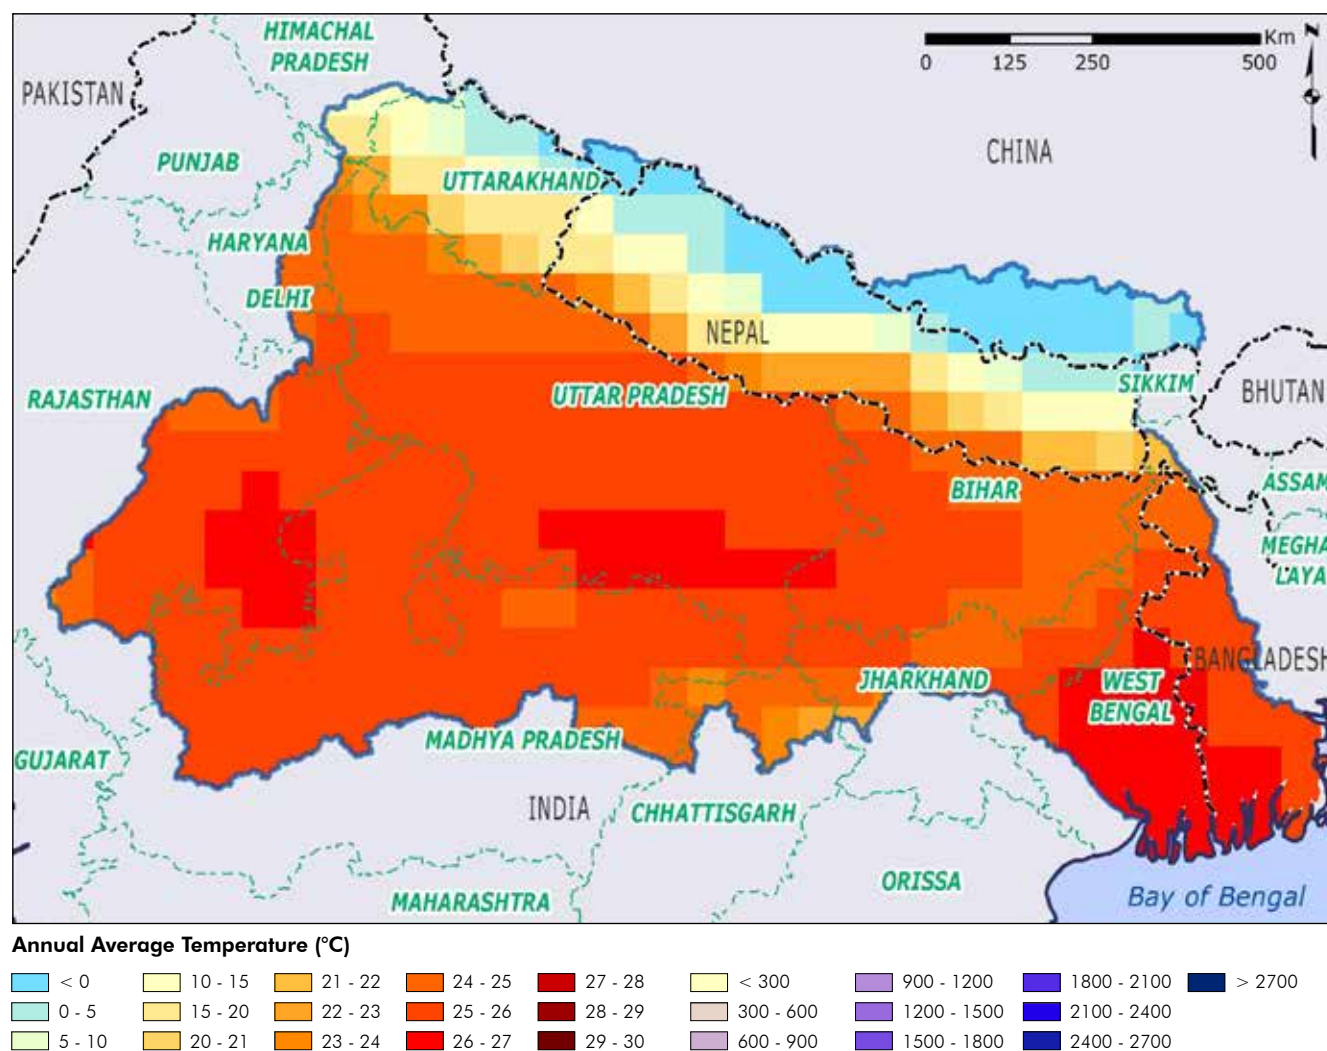 HIMACHAL
PRADESH
N
Km
0 125 250 500
PAKISTAN
CHINA
PUNJAB
UTTARAKHAND
HARYANA
DELHI
NEPAL
SIKKIM
BHUTAN
RAJASTHAN
UTTAR PRADESH
ASSAM
BIHAR
MEGHA
LAYA
BANGLADESH
JHARKHAND
WEST
BENGAL
MADHYA PRADESH
GUJARAT
INDIA
CHHATTISGARH
ORISSA
MAHARASHTRA
Bay of Bengal
Annual Average Temperature (°C)
< 0 10 - 15 21 - 22 24 - 25 27 - 28 < 300 900 - 1200 1800 - 2100 > 2700
0 - 5 15 - 20 22 - 23 25 - 26 28 - 29 300 - 600 1200 - 1500 2100 - 2400
5 - 10 20 - 21 23 - 24 26 - 27 29 - 30 600 - 900 1500 - 1800 2400 - 2700